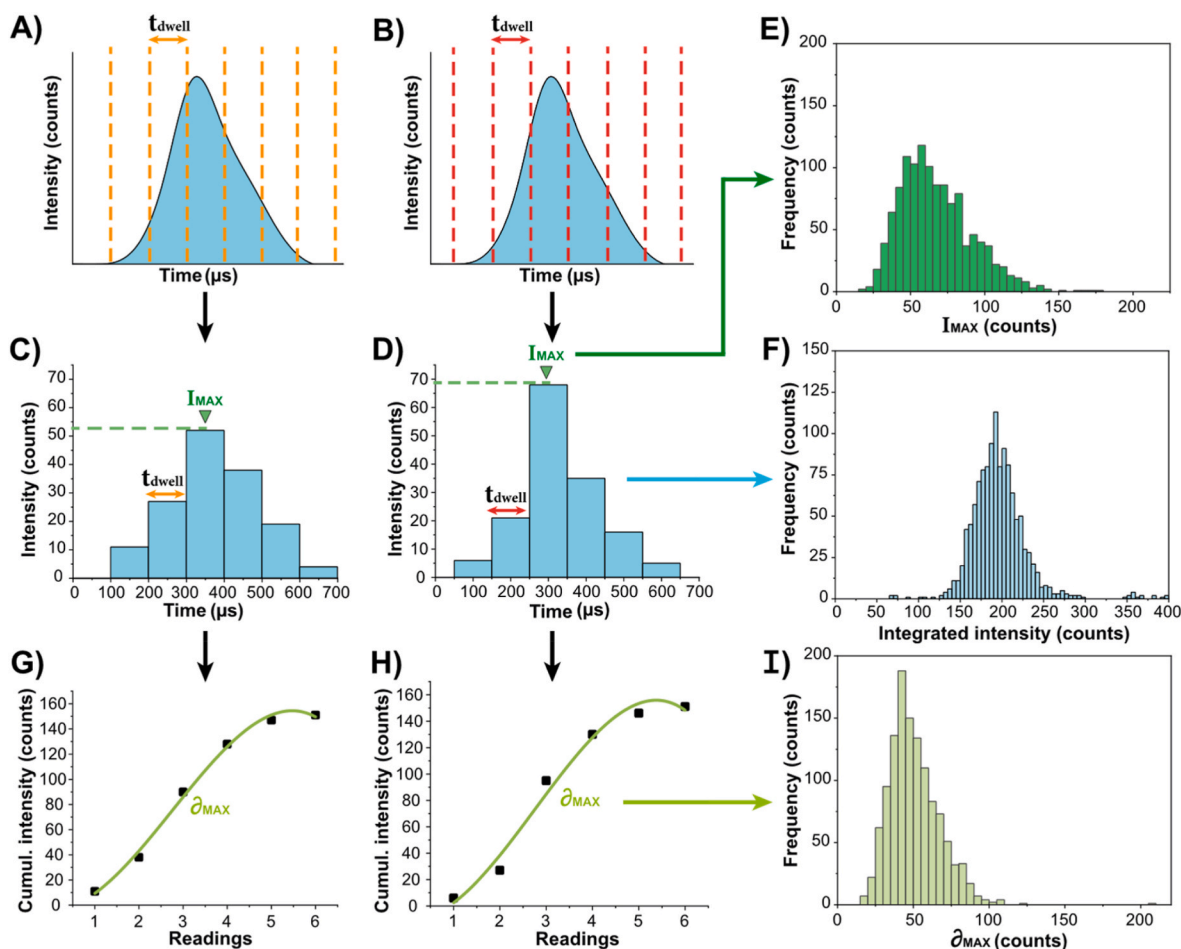 A)
tdwell
Intensity (counts)
Time (µs)
B)
tdwell
Intensity (counts)
Time (µs)
E)
Frequency (counts)
200
150
100
50
0
0 50 100 150 200
IMAX (counts)
C)
IMAX
tdwell
Intensity (counts)
70
60
50
40
30
20
10
0
0 100 200 300 400 500 600 700
Time (µs)
D)
IMAX
tdwell
Intensity (counts)
70
60
50
40
30
20
10
0
0 100 200 300 400 500 600 700
Time (µs)
F)
Frequency (counts)
150
125
100
75
50
25
0
0 50 100 150 200 250 300 350 400
Integrated intensity (counts)
G)
Cumul. intensity (counts)
160
140
120
100
80
60
40
20
0
∂MAX
1 2 3 4 5 6
Readings
H)
Cumul. intensity (counts)
160
140
120
100
80
60
40
20
0
∂MAX
1 2 3 4 5 6
Readings
I)
Frequency (counts)
200
150
100
50
0
0 50 100 150 200
∂MAX (counts)